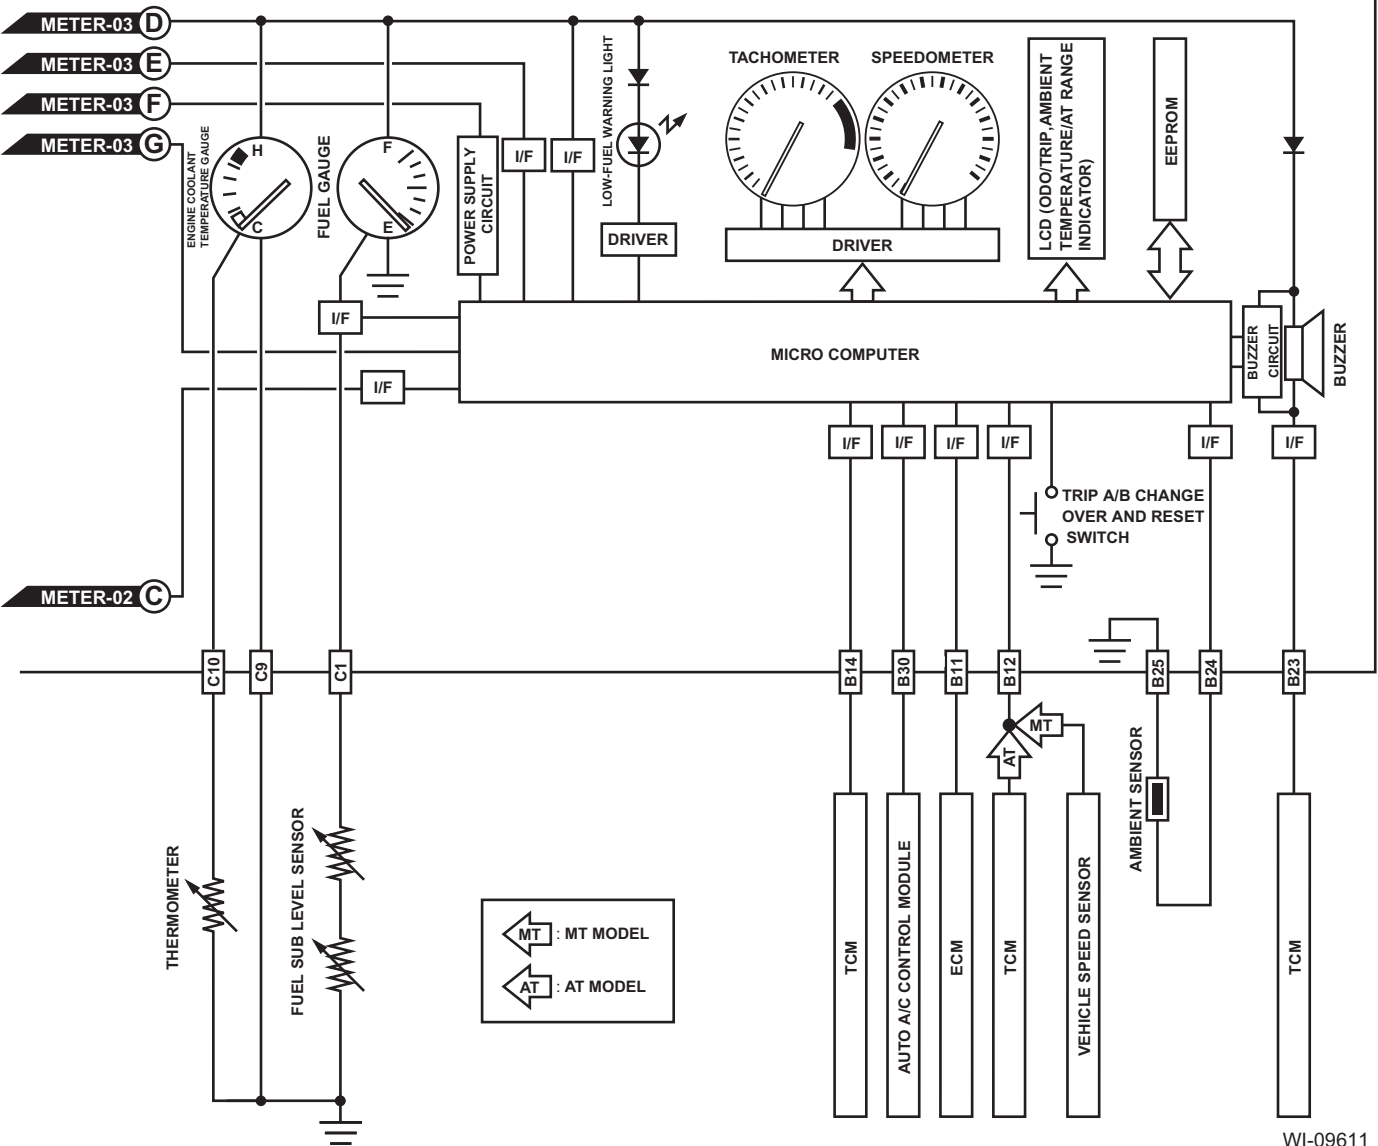 METER-03 D
METER-03 E
METER-03 F
METER-03 G
ENGINE COOLANT
TEMPERATURE GAUGE
H
C
FUEL GAUGE
F
E
POWER SUPPLY
CIRCUIT
I/F
I/F
LOW-FUEL WARNING LIGHT
DRIVER
TACHOMETER
SPEEDOMETER
DRIVER
LCD (ODO/TRIP,AMBIENT
TEMPERATURE/AT RANGE
INDICATOR)
EEPROM
I/F
I/F
MICRO COMPUTER
BUZZER
CIRCUIT
BUZZER
I/F
I/F
I/F
I/F
I/F
I/F
TRIP A/B CHANGE
OVER AND RESET
SWITCH
METER-02 C
C10
C9
C1
B14
B30
B11
B12
B25
B24
B23
MT
AT
THERMOMETER
FUEL SUB LEVEL SENSOR
MT : MT MODEL
AT : AT MODEL
TCM
AUTO A/C CONTROL MODULE
ECM
TCM
VEHICLE SPEED SENSOR
AMBIENT SENSOR
TCM
WI-09611